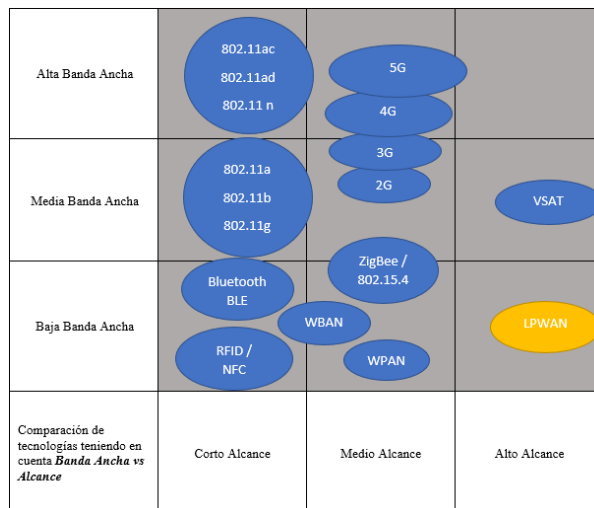 Alta Banda Ancha
802.11ac
802.11ad
802.11 n
5G
4G
3G
2G
Media Banda Ancha
802.11a
802.11b
802.11g
VSAT
ZigBee /
802.15.4
Baja Banda Ancha
Bluetooth
BLE
WBAN
LPWAN
RFID /
NFC
WPAN
Comparación de
tecnologías teniendo en
cuenta Banda Ancha vs
Alcance
Corto Alcance
Medio Alcance
Alto Alcance